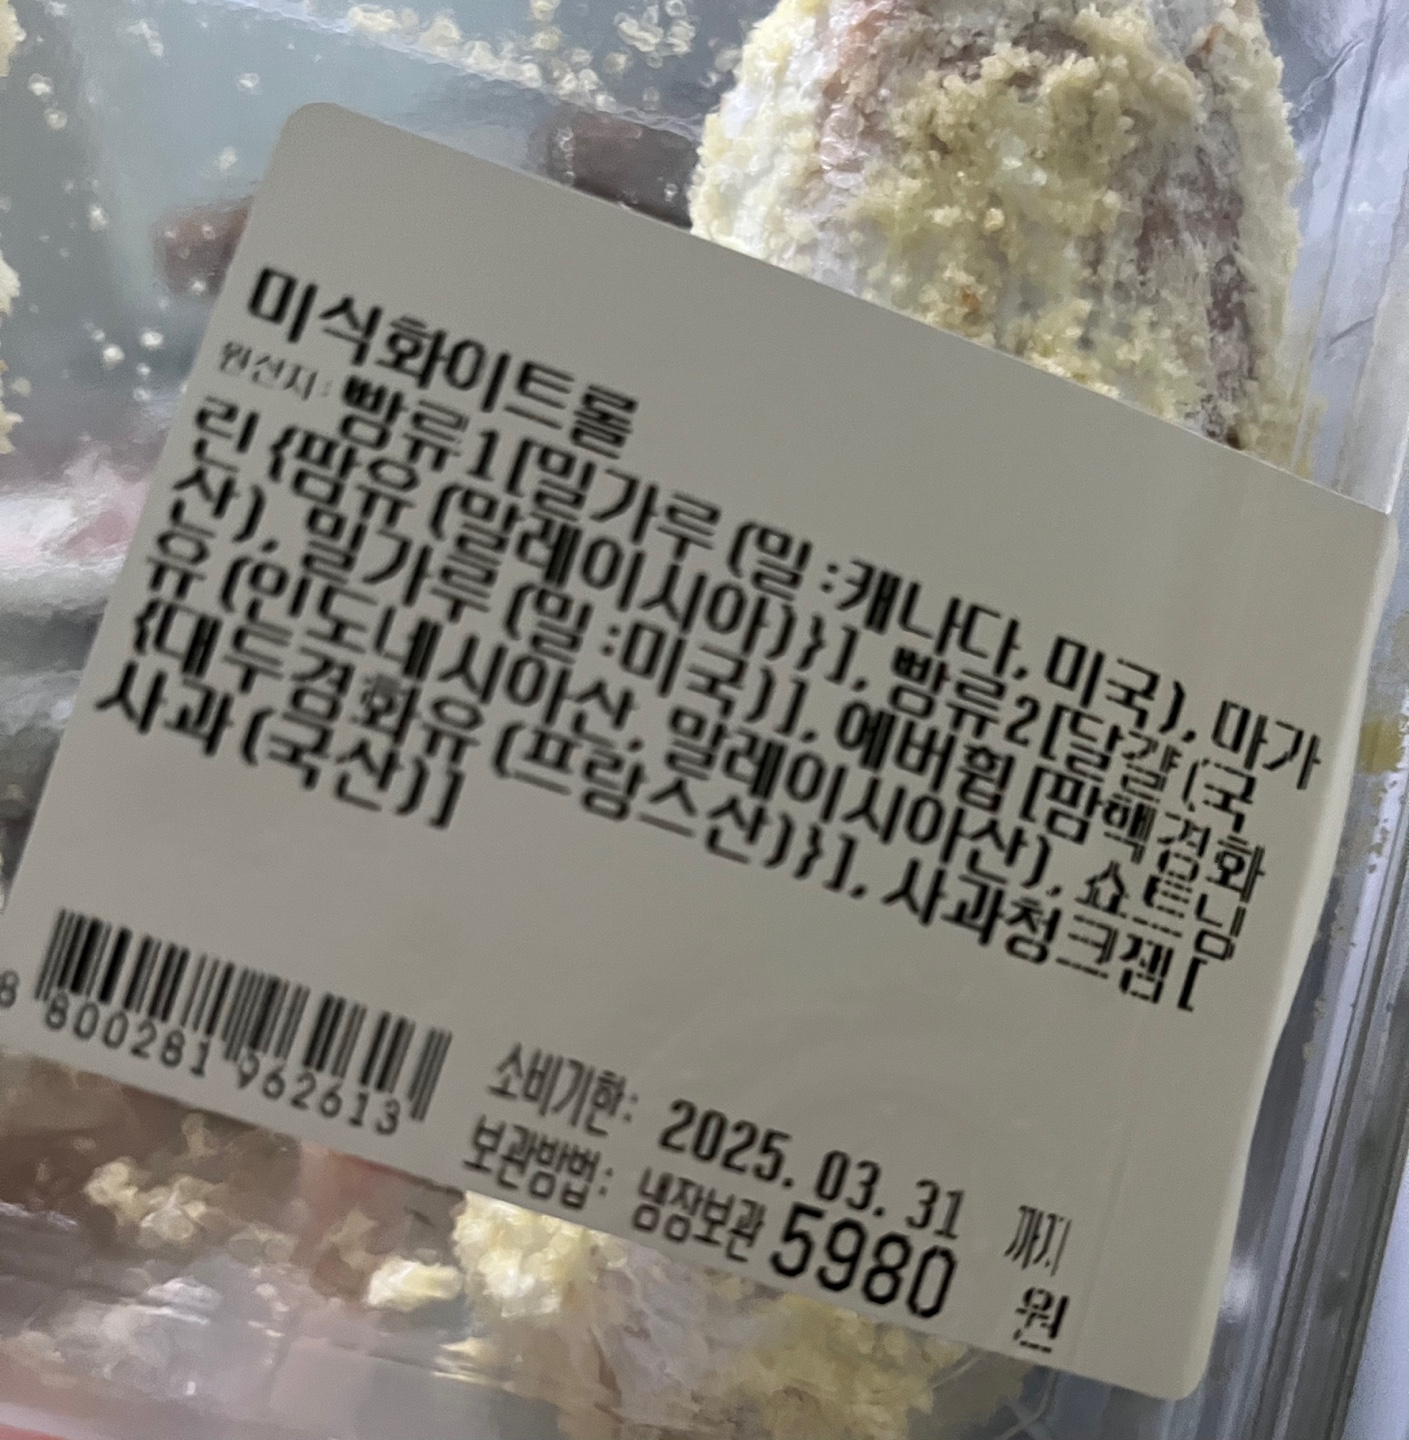 미식화이트롤
원산지: 빵류1[밀가루(밀:캐나다, 미국), 마가
린{팜유(말레이시아)}], 빵류2[달걀(국
산), 밀가루(밀:미국)], 에버휩[팜핵경화
유(인도네시아산, 말레이시아산), 쇼트닝
{대두경화유(프랑스산)}], 사과청크잼[
사과(국산)]
8 800281 962613
소비기한: 2025.03.31 까지
보관방법: 냉장보관 5980 원